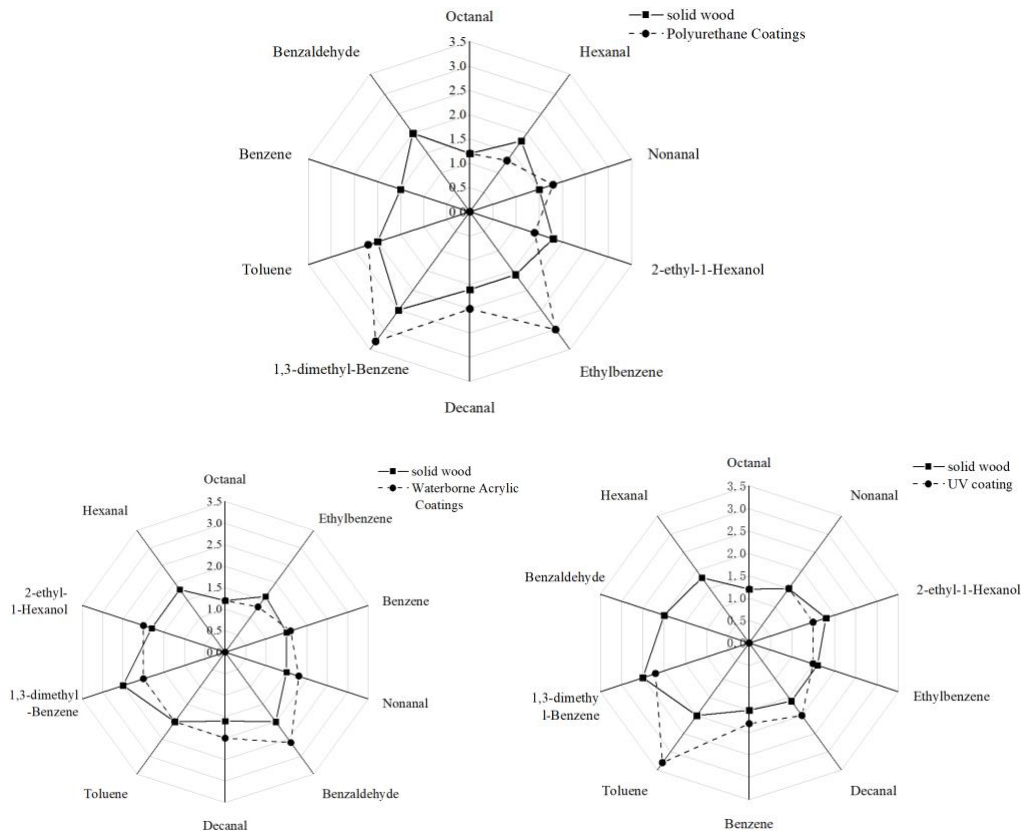 Octanal
solid wood
Polyurethane Coatings
Hexanal
Benzaldehyde
3.5
3.0
2.5
2.0
1.5
1.0
0.5
0.0
Benzene
Nonanal
Toluene
2-ethyl-1-Hexanol
1,3-dimethyl-Benzene
Ethylbenzene
Decanal
Octanal
solid wood
Waterborne Acrylic
Coatings
Hexanal
Ethylbenzene
3.5
3.0
2.5
2.0
1.5
1.0
0.5
0.0
2-ethyl-
1-Hexanol
Benzene
1,3-dimethyl
-Benzene
Nonanal
Toluene
Benzaldehyde
Decanal
Octanal
solid wood
UV coating
Hexanal
Nonanal
3.5
3.0
2.5
2.0
1.5
1.0
0.5
0.0
Benzaldehyde
2-ethyl-1-Hexanol
1,3-dimethy
l-Benzene
Ethylbenzene
Toluene
Decanal
Benzene